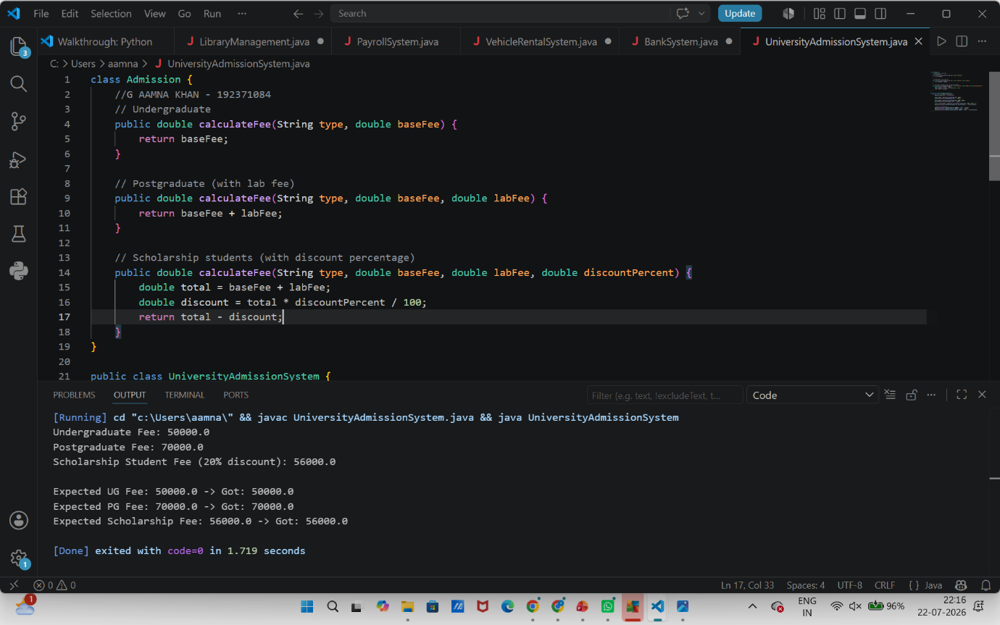 File Edit Selection View Go Run ··· Search Update
3
Walkthrough: Python LibraryManagement.java PayrollSystem.java VehicleRentalSystem.java BankSystem.java UniversityAdmissionSystem.java
C: > Users > aamna > UniversityAdmissionSystem.java
1 class Admission {
2 //G AAMNA KHAN - 192371084
3 // Undergraduate
4 public double calculateFee(String type, double baseFee) {
5 return baseFee;
6 }
7
8 // Postgraduate (with lab fee)
9 public double calculateFee(String type, double baseFee, double labFee) {
10 return baseFee + labFee;
11 }
12
13 // Scholarship students (with discount percentage)
14 public double calculateFee(String type, double baseFee, double labFee, double discountPercent) {
15 double total = baseFee + labFee;
16 double discount = total * discountPercent / 100;
17 return total - discount;
18 }
19 }
20
21 public class UniversityAdmissionSystem {
PROBLEMS OUTPUT TERMINAL PORTS Filter (e.g. text, !excludeText, t... Code
[Running] cd "c:\Users\aamna\" && javac UniversityAdmissionSystem.java && java UniversityAdmissionSystem
Undergraduate Fee: 50000.0
Postgraduate Fee: 70000.0
Scholarship Student Fee (20% discount): 56000.0
Expected UG Fee: 50000.0 -> Got: 50000.0
Expected PG Fee: 70000.0 -> Got: 70000.0
Expected Scholarship Fee: 56000.0 -> Got: 56000.0
[Done] exited with code=0 in 1.719 seconds
1
0 0 Ln 17, Col 33 Spaces: 4 UTF-8 CRLF { } Java
1
ENG
IN
96%
22:16
22-07-2026